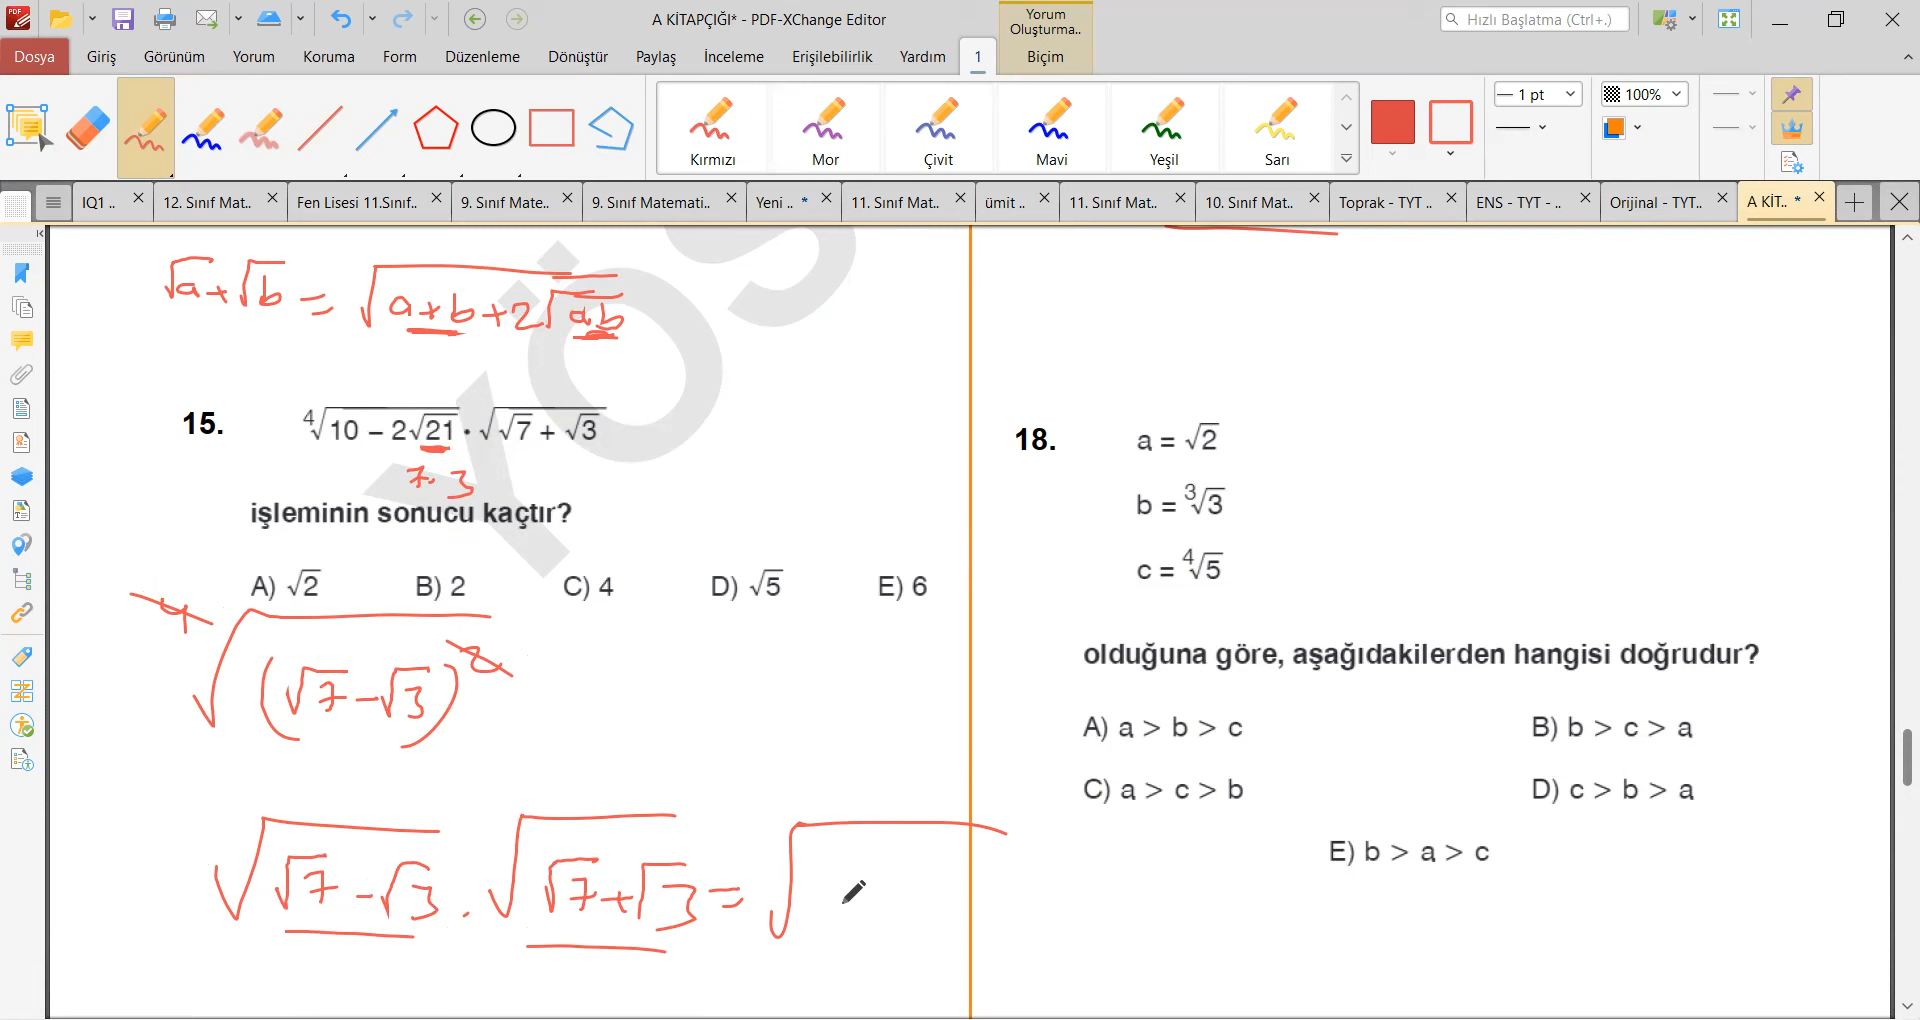 A KİTAPÇIĞI* - PDF-XChange Editor
Yorum
Oluşturma..
Hızlı Başlatma (Ctrl+.)
Dosya Giriş Görünüm Yorum Koruma Form Düzenleme Dönüştür Paylaş İnceleme Erişilebilirlik Yardım 1 Biçim
1 pt 100%
Kırmızı Mor Çivit Mavi Yeşil Sarı
IQ1 .. 12. Sınıf Mat.. Fen Lisesi 11.Sınıf.. 9. Sınıf Mate.. 9. Sınıf Matemati.. Yeni .. * 11. Sınıf Mat.. ümit .. 11. Sınıf Mat.. 10. Sınıf Mat.. Toprak - TYT .. ENS - TYT - .. Orijinal - TYT.. A KİT.. *
YÖS
√a + √b = √(a+b+2√(ab))
15. ⁴√(10 − 2√21) · √(√7 + √3)
7.3
işleminin sonucu kaçtır?
A) √2 B) 2 C) 4 D) √5 E) 6
⁴√((√7 − √3)²)
√(√7 − √3) . √(√7 + √3) = √
18. a = √2
b = ³√3
c = ⁴√5
olduğuna göre, aşağıdakilerden hangisi doğrudur?
A) a > b > c B) b > c > a
C) a > c > b D) c > b > a
E) b > a > c